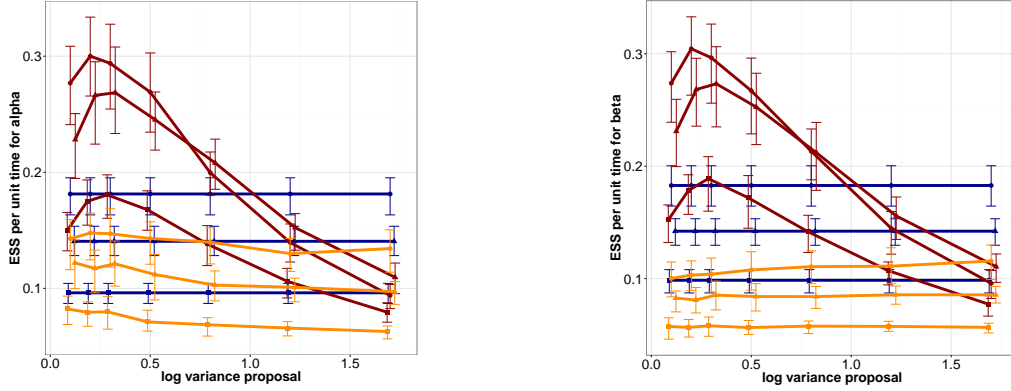 ESS per unit time for alpha
0.3
0.2
0.1
0.0 0.5 1.0 1.5
log variance proposal
ESS per unit time for beta
0.3
0.2
0.1
0.0 0.5 1.0 1.5
log variance proposal